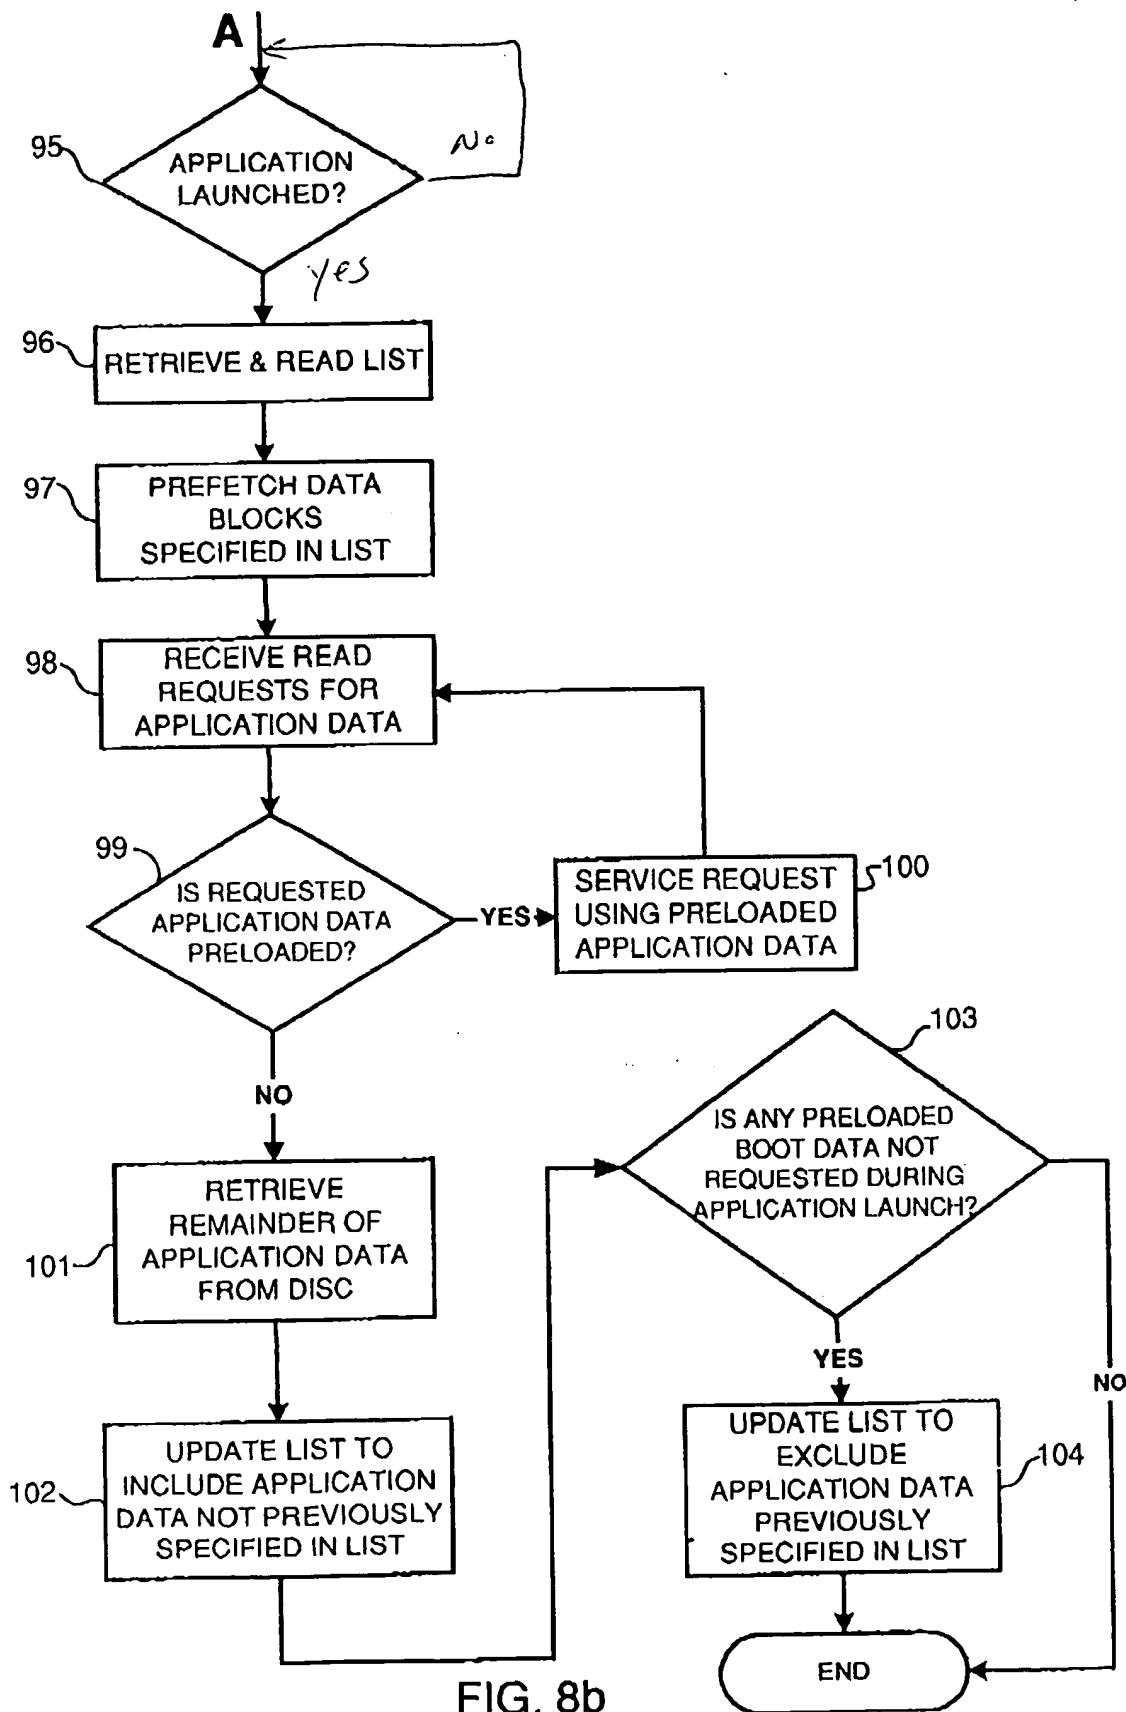 A
No
95
APPLICATION
LAUNCHED?
yes
96
RETRIEVE & READ LIST
97
PREFETCH DATA
BLOCKS
SPECIFIED IN LIST
98
RECEIVE READ
REQUESTS FOR
APPLICATION DATA
99
IS REQUESTED
APPLICATION DATA
PRELOADED?
YES
100
SERVICE REQUEST
USING PRELOADED
APPLICATION DATA
NO
101
RETRIEVE
REMAINDER OF
APPLICATION DATA
FROM DISC
102
UPDATE LIST TO
INCLUDE APPLICATION
DATA NOT PREVIOUSLY
SPECIFIED IN LIST
103
IS ANY PRELOADED
BOOT DATA NOT
REQUESTED DURING
APPLICATION LAUNCH?
YES
NO
104
UPDATE LIST TO
EXCLUDE
APPLICATION DATA
PREVIOUSLY
SPECIFIED IN LIST
END
FIG. 8b